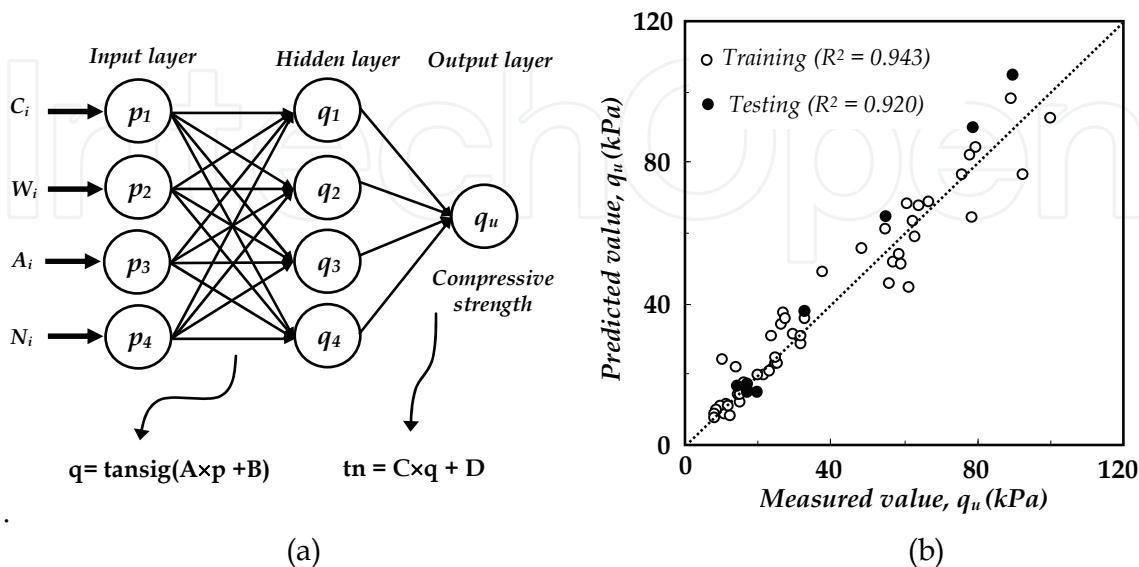 Input layer
Hidden layer
Output layer
Cᵢ
p₁
q₁
Wᵢ
p₂
q₂
qᵤ
Aᵢ
p₃
q₃
Compressive
strength
Nᵢ
p₄
q₄
q= tansig(A×p +B)
tn = C×q + D
.
(a)
IntechOpen
120
80
40
0
Predicted value, qᵤ (kPa)
Training (R² = 0.943)
Testing (R² = 0.920)
0
40
80
120
Measured value, qᵤ (kPa)
(b)